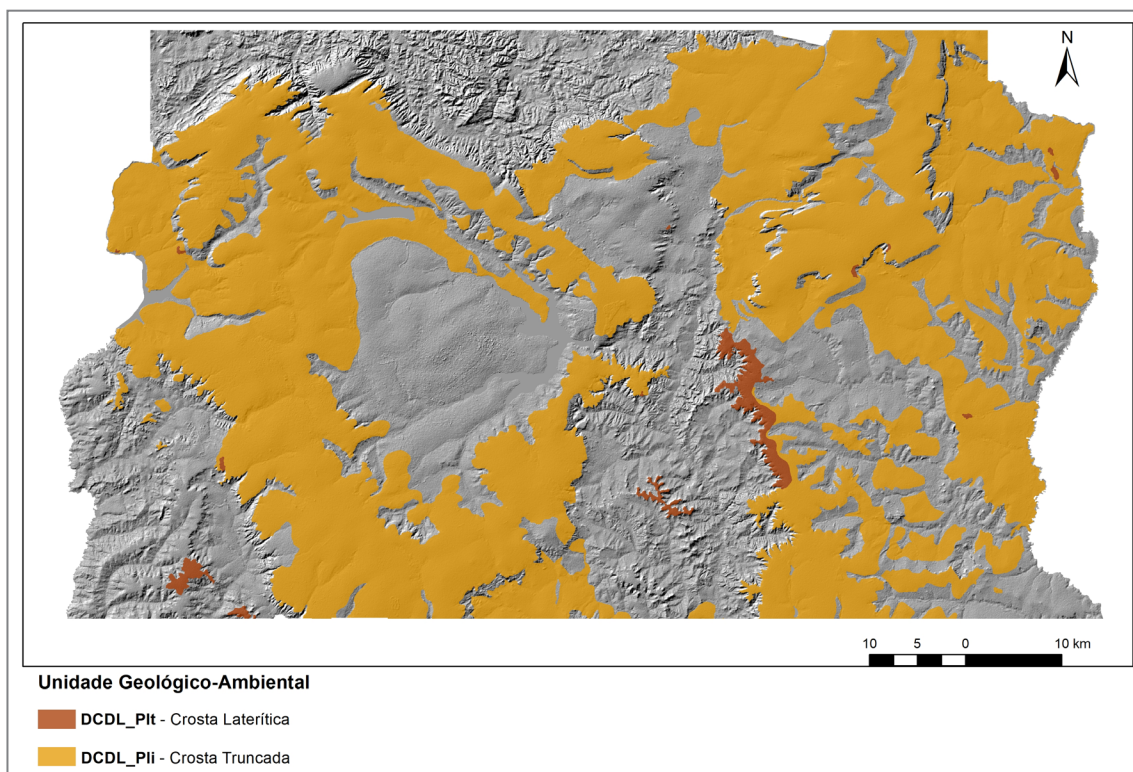 N
10 5 0 10 km
Unidade Geológico-Ambiental
DCDL_Plt - Crosta Laterítica
DCDL_Pli - Crosta Truncada